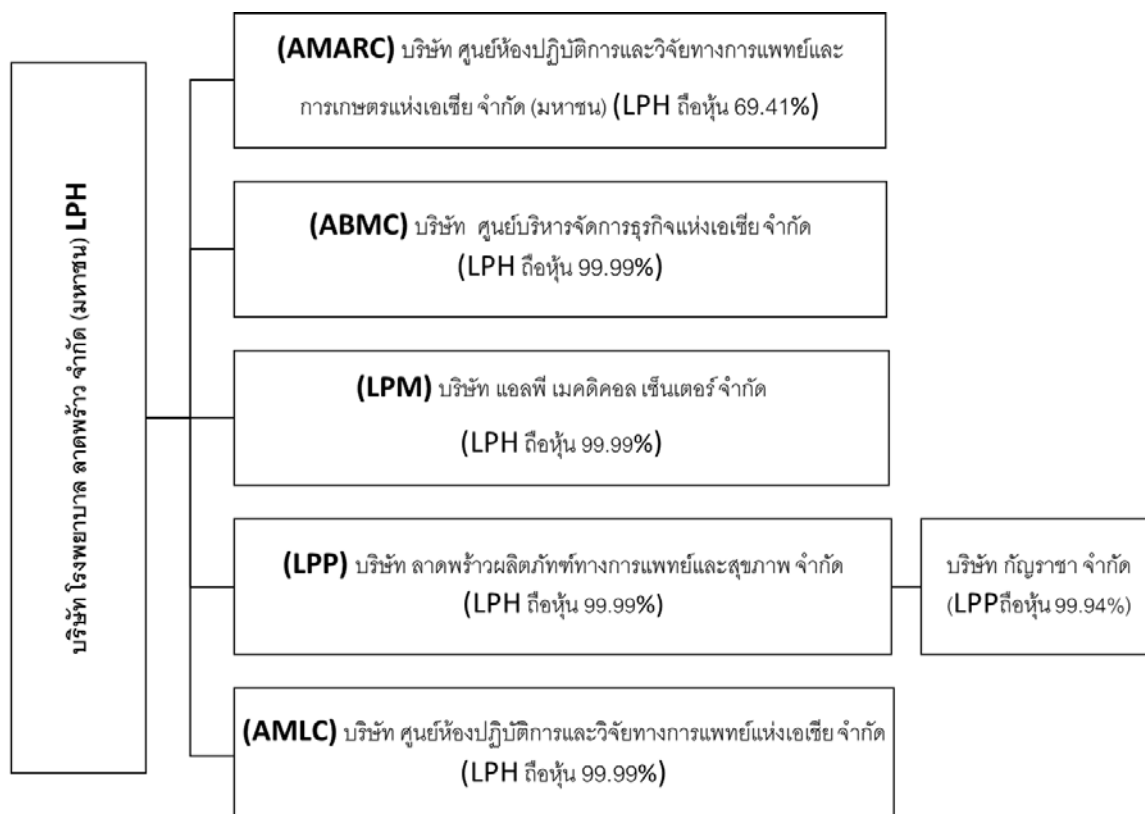 บริษัท โรงพยาบาล ลาดพร้าว จำกัด (มหาชน) LPH
(AMARC) บริษัท ศูนย์ห้องปฏิบัติการและวิจัยทางการแพทย์และ
การเกษตรแห่งเอเซีย จำกัด (มหาชน) (LPH ถือหุ้น 69.41%)
(ABMC) บริษัท ศูนย์บริหารจัดการธุรกิจแห่งเอเซีย จำกัด
(LPH ถือหุ้น 99.99%)
(LPM) บริษัท แอลพี เมคดิคอล เซ็นเตอร์ จำกัด
(LPH ถือหุ้น 99.99%)
(LPP) บริษัท ลาดพร้าวผลิตภัทฑ์ทางการแพทย์และสุขภาพ จำกัด
(LPH ถือหุ้น 99.99%)
บริษัท กัญราชา จำกัด
(LPPถือหุ้น 99.94%)
(AMLC) บริษัท ศูนย์ห้องปฏิบัติการและวิจัยทางการแพทย์แห่งเอเซีย จำกัด
(LPH ถือหุ้น 99.99%)